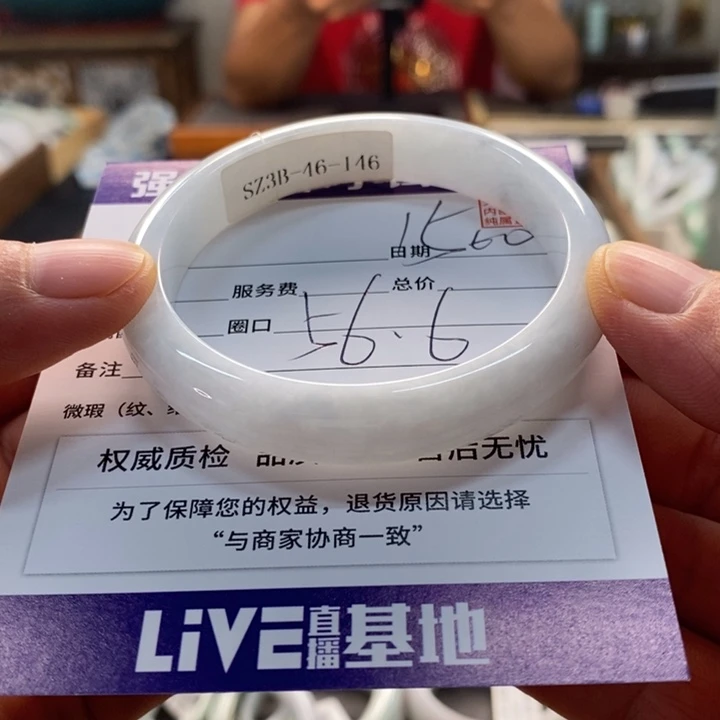 SZ3B-46-146
强
日期 1500
服务费 总价
圈口 56.6
备注
微瑕（纹、
权威质检 品 售后无忧
为了保障您的权益，退货原因请选择
“与商家协商一致”
LiVE直播基地